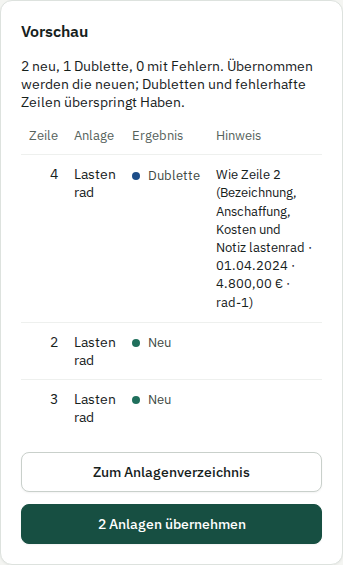 Vorschau
2 neu, 1 Dublette, 0 mit Fehlern. Übernommen
werden die neuen; Dubletten und fehlerhafte
Zeilen überspringt Haben.
Zeile Anlage Ergebnis Hinweis
4 Lasten Dublette Wie Zeile 2
rad (Bezeichnung,
Anschaffung,
Kosten und
Notiz lastenrad ·
01.04.2024 ·
4.800,00 € ·
rad-1)
2 Lasten Neu
rad
3 Lasten Neu
rad
Zum Anlagenverzeichnis
2 Anlagen übernehmen